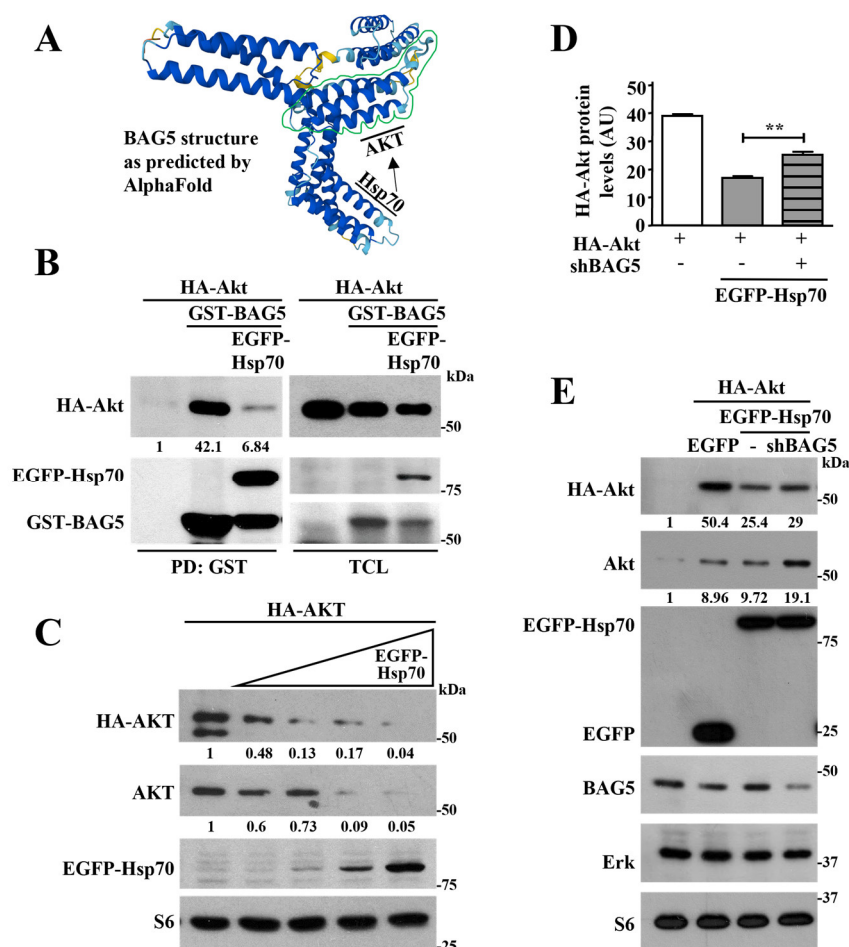 A
BAG5 structure
as predicted by
AlphaFold
AKT
Hsp70
B
HA-Akt
HA-Akt
GST-BAG5
GST-BAG5
EGFP-
Hsp70
EGFP-
Hsp70
kDa
HA-Akt
-50
1 42.1 6.84
EGFP-Hsp70
-75
GST-BAG5
-50
PD: GST
TCL
C
HA-AKT
EGFP-
Hsp70
kDa
HA-AKT
-50
1 0.48 0.13 0.17 0.04
AKT
-50
1 0.6 0.73 0.09 0.05
EGFP-Hsp70
-75
S6
-25
D
HA-Akt protein
levels (AU)
50
40
30
20
10
0
**
HA-Akt + + +
shBAG5 - - +
EGFP-Hsp70
E
HA-Akt
EGFP-Hsp70
EGFP - shBAG5
kDa
HA-Akt
-50
1 50.4 25.4 29
Akt
-50
1 8.96 9.72 19.1
EGFP-Hsp70
-75
EGFP
-25
BAG5
-50
Erk
-37
S6
-37